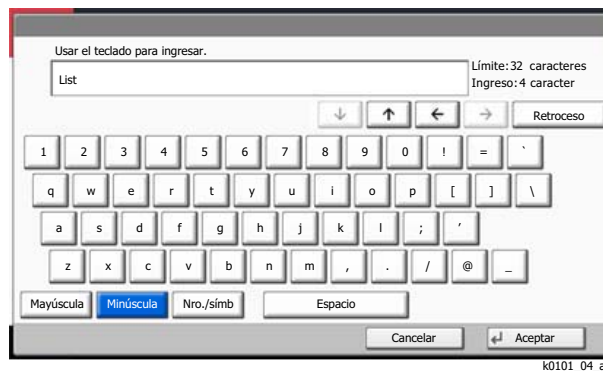 Usar el teclado para ingresar.
List
Límite:32 caracteres
Ingreso:4 caracter
↓ ↑ ← → Retroceso
1 2 3 4 5 6 7 8 9 0 ! = `
q w e r t y u i o p [ ] \
a s d f g h j k l ; ’
z x c v b n m , . / @ _
Mayúscula Minúscula Nro./símb Espacio
Cancelar Aceptar
k0101_04_a